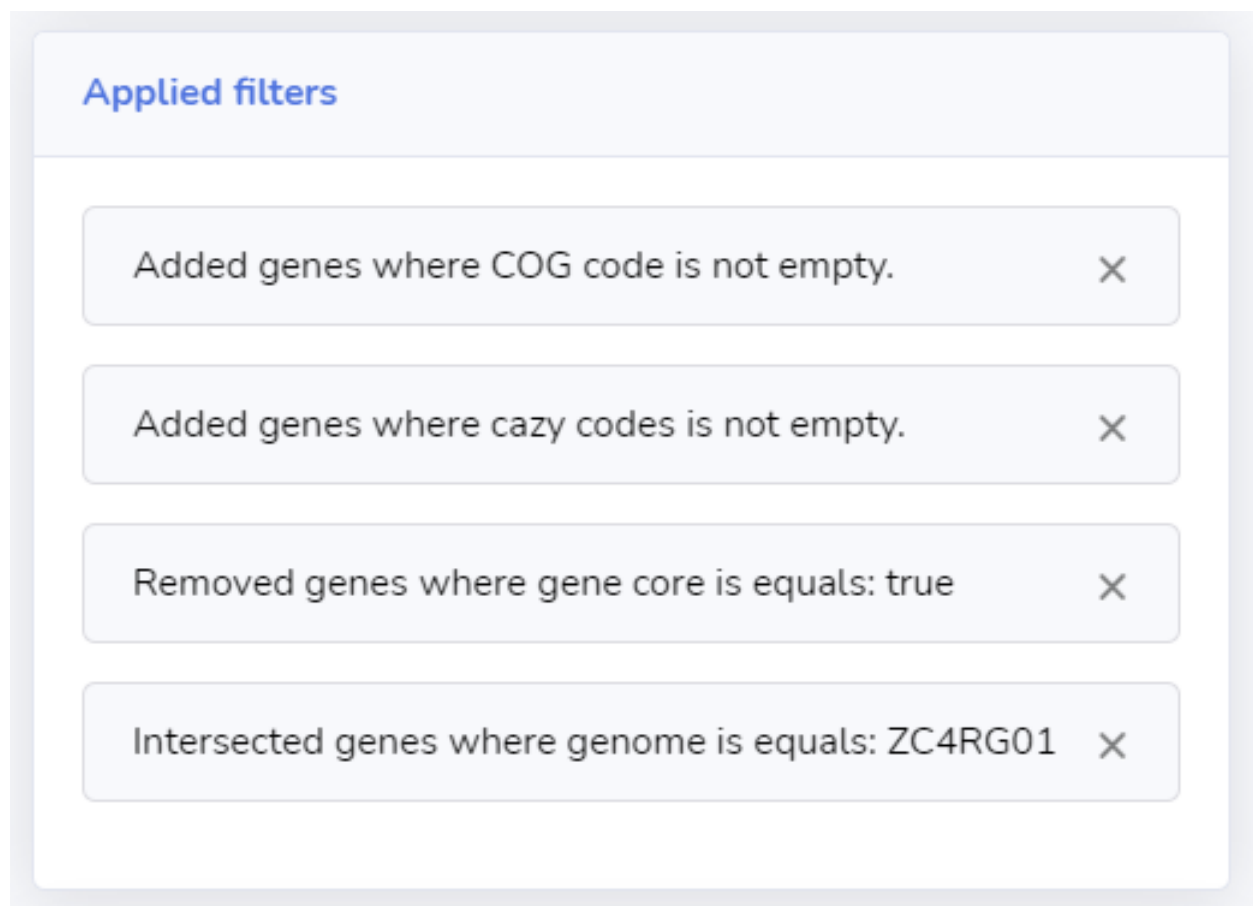 Applied filters
Added genes where COG code is not empty.
Added genes where cazy codes is not empty.
Removed genes where gene core is equals: true
Intersected genes where genome is equals: ZC4RG01